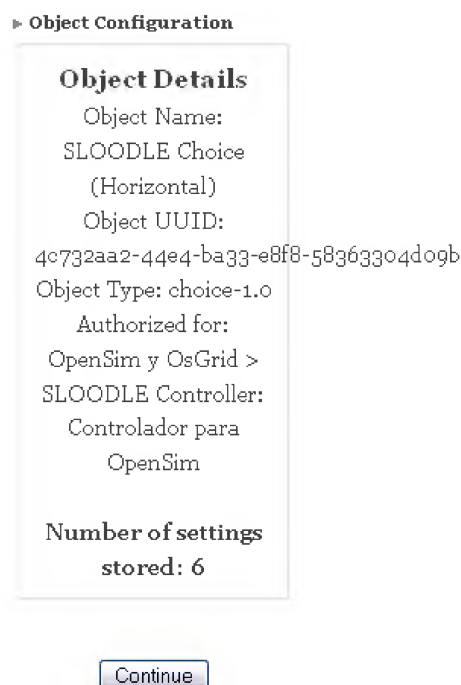 Object Configuration
Object Details
Object Name:
SLOODLE Choice
(Horizontal)
Object UUID:
4c732aa2-44e4-ba33-e8f8-58363304d09b
Object Type: choice-1.0
Authorized for:
OpenSim y OsGrid >
SLOODLE Controller:
Controlador para
OpenSim
Number of settings
stored: 6
Continue